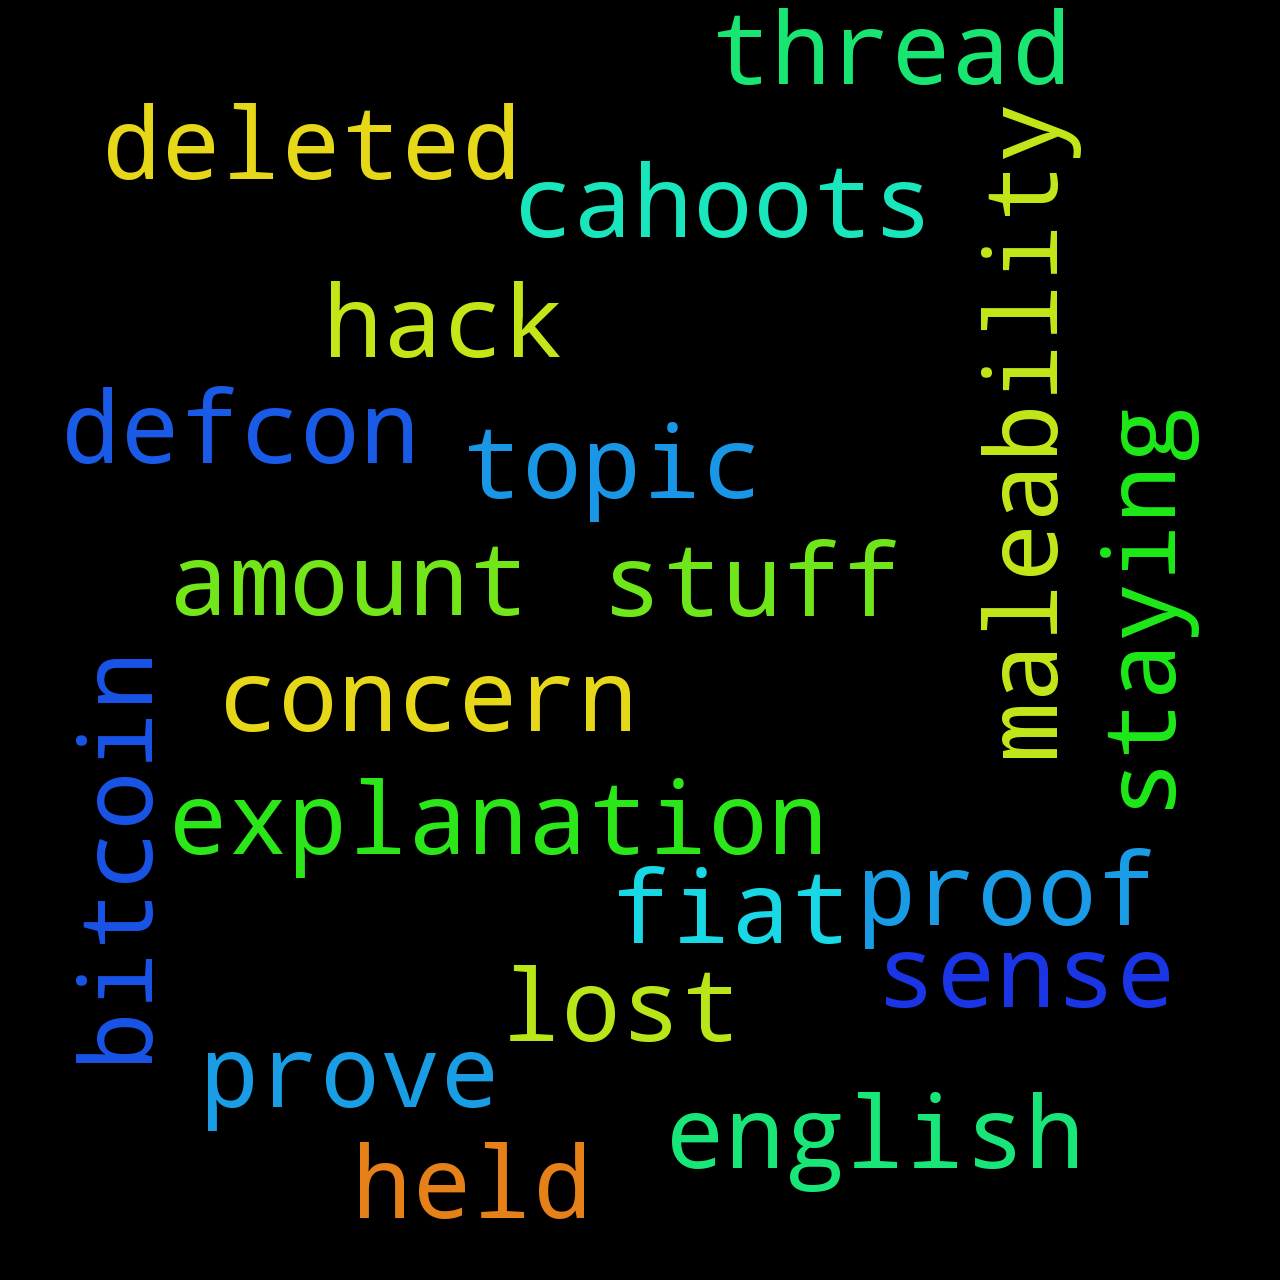 thread
deleted
cahoots
maleability
hack
defcon
topic
staying
amount
stuff
bitcoin
concern
explanation
fiat
proof
sense
lost
prove
english
held